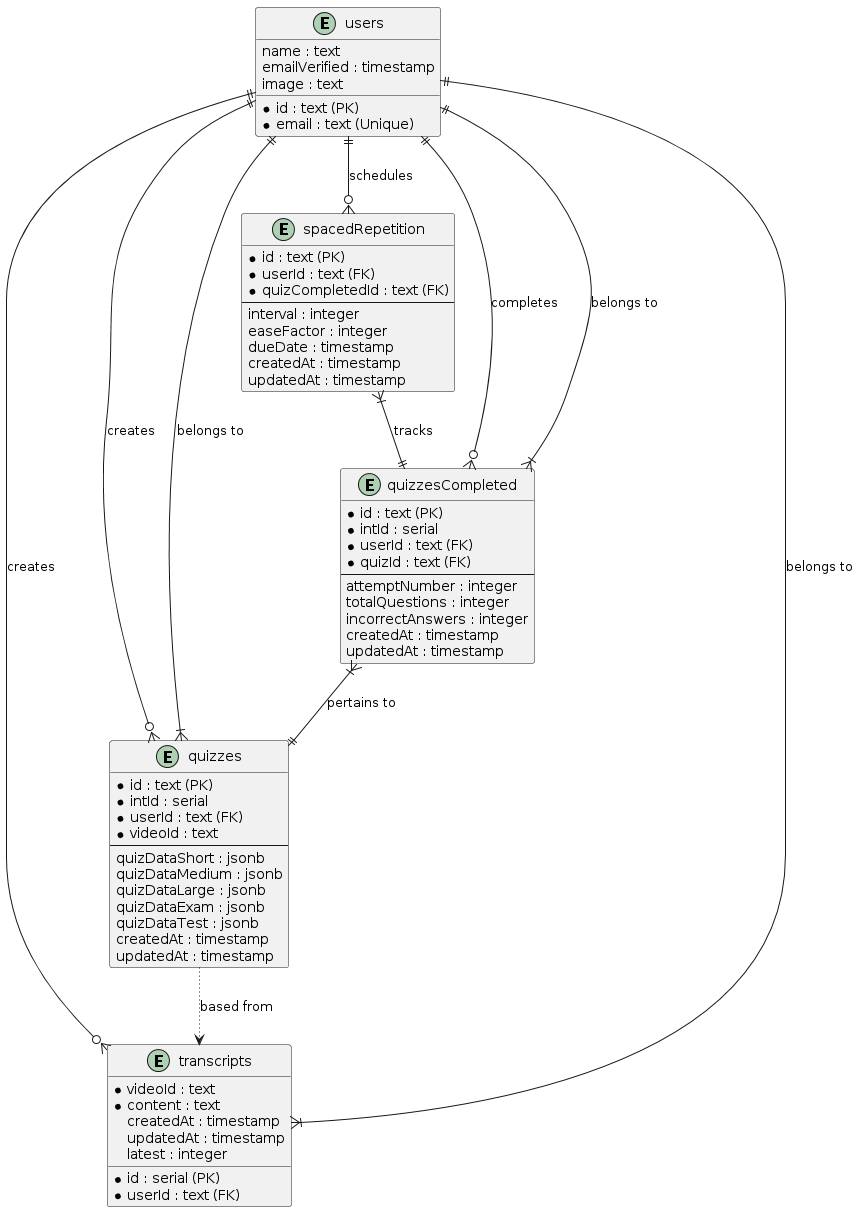 E users
name : text
emailVerified : timestamp
image : text
id : text (PK)
email : text (Unique)
schedules
E spacedRepetition
id : text (PK)
userId : text (FK)
quizCompletedId : text (FK)
interval : integer
easeFactor : integer
dueDate : timestamp
createdAt : timestamp
updatedAt : timestamp
completes
belongs to
creates
belongs to
tracks
E quizzesCompleted
id : text (PK)
intId : serial
userId : text (FK)
quizId : text (FK)
attemptNumber : integer
totalQuestions : integer
incorrectAnswers : integer
createdAt : timestamp
updatedAt : timestamp
creates
belongs to
pertains to
E quizzes
id : text (PK)
intId : serial
userId : text (FK)
videoId : text
quizDataShort : jsonb
quizDataMedium : jsonb
quizDataLarge : jsonb
quizDataExam : jsonb
quizDataTest : jsonb
createdAt : timestamp
updatedAt : timestamp
based from
E transcripts
videoId : text
content : text
createdAt : timestamp
updatedAt : timestamp
latest : integer
id : serial (PK)
userId : text (FK)